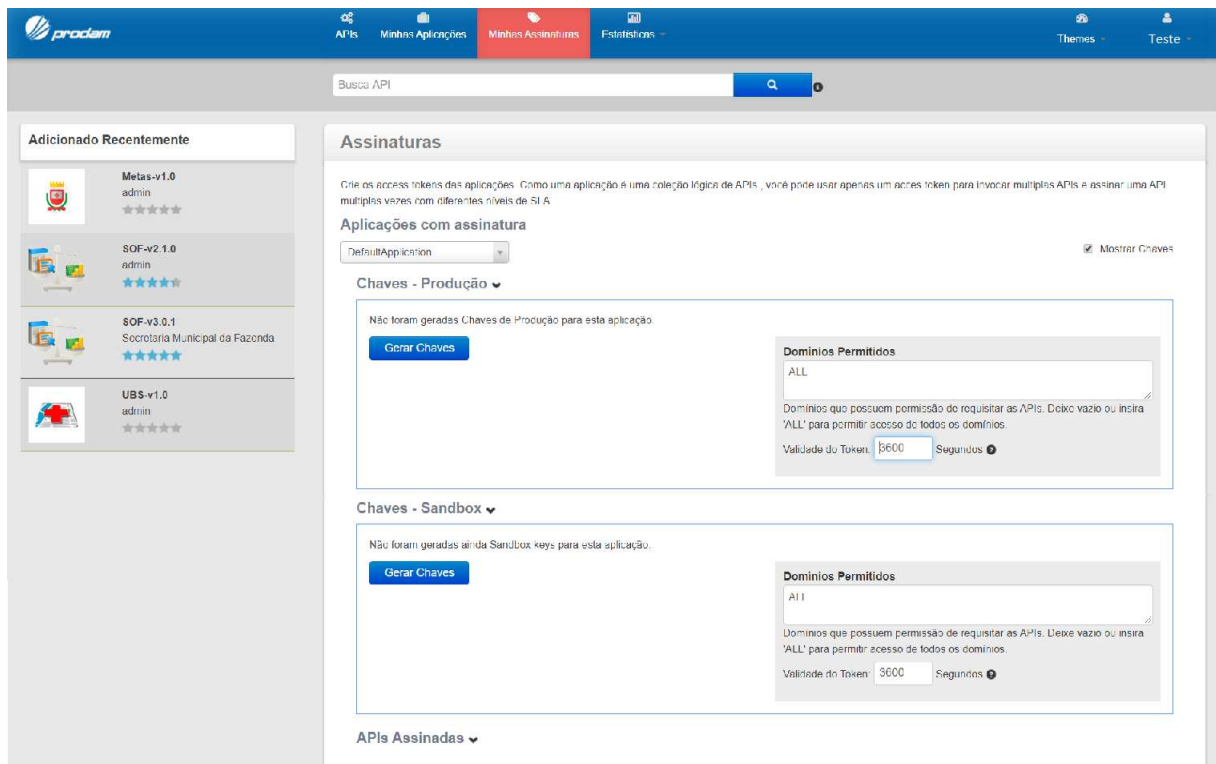 prodam
APIs
Minhas Aplicações
Minhas Assinaturas
Estatísticas
Themes
Teste
Busca API
Adicionado Recentemente
Metas-v1.0
admin
SOF-v2.1.0
admin
SOF-v3.0.1
Secretaria Municipal da Fazenda
UBS-v1.0
admin
Assinaturas
Crie os access tokens das aplicações. Como uma aplicação é uma coleção lógica de APIs , você pode usar apenas um acces token para invocar multiplas APIs e assinar uma API
multiplas vezes com diferentes níveis de SLA
Aplicações com assinatura
DefaultApplication
Mostrar Chaves
Chaves - Produção
Não foram geradas Chaves de Produção para esta aplicação.
Gerar Chaves
Dominios Permitidos
ALL
Domínios que possuem permissão de requisitar as APIs. Deixe vazio ou insira
'ALL' para permitir acesso de todos os domínios.
Validade do Token: 3600 Segundos
Chaves - Sandbox
Não foram geradas ainda Sandbox keys para esta aplicação.
Gerar Chaves
Dominios Permitidos
ALL
Domínios que possuem permissão de requisitar as APIs. Deixe vazio ou insira
'ALL' para permitir acesso de todos os domínios.
Validade do Token: 3600 Segundos
APIs Assinadas